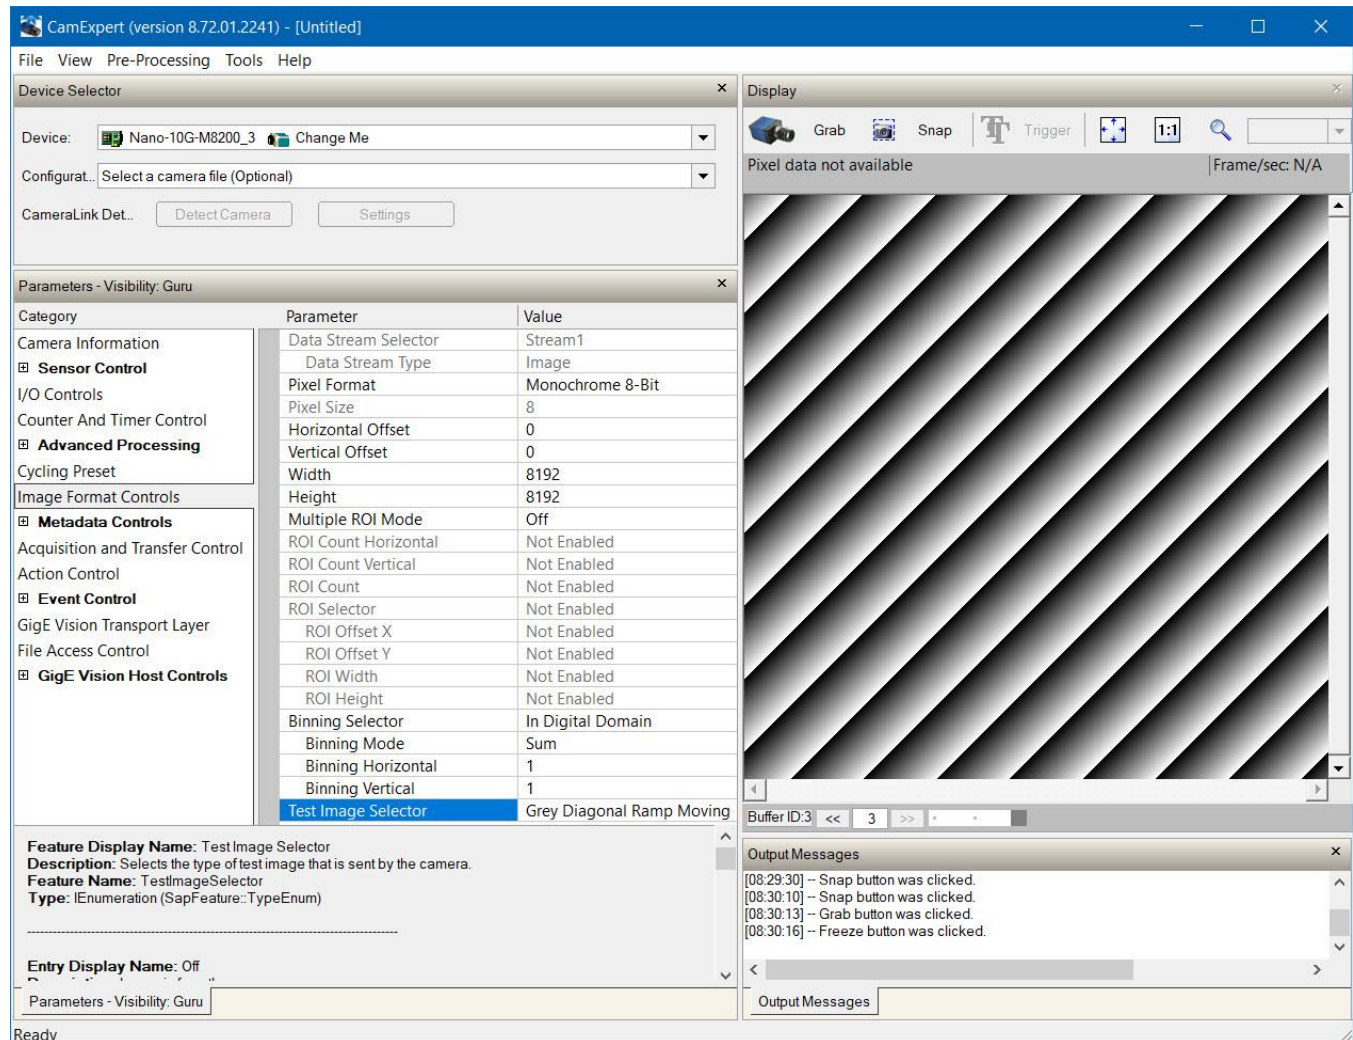 CamExpert (version 8.72.01.2241) - [Untitled]
File View Pre-Processing Tools Help
Device Selector
Device: Nano-10G-M8200_3 Change Me
Configurat... Select a camera file (Optional)
CameraLink Det... Detect Camera Settings
Parameters - Visibility: Guru
Category
Camera Information
Sensor Control
I/O Controls
Counter And Timer Control
Advanced Processing
Cycling Preset
Image Format Controls
Metadata Controls
Acquisition and Transfer Control
Action Control
Event Control
GigE Vision Transport Layer
File Access Control
GigE Vision Host Controls
Parameter Value
Data Stream Selector Stream1
Data Stream Type Image
Pixel Format Monochrome 8-Bit
Pixel Size 8
Horizontal Offset 0
Vertical Offset 0
Width 8192
Height 8192
Multiple ROI Mode Off
ROI Count Horizontal Not Enabled
ROI Count Vertical Not Enabled
ROI Count Not Enabled
ROI Selector Not Enabled
ROI Offset X Not Enabled
ROI Offset Y Not Enabled
ROI Width Not Enabled
ROI Height Not Enabled
Binning Selector In Digital Domain
Binning Mode Sum
Binning Horizontal 1
Binning Vertical 1
Test Image Selector Grey Diagonal Ramp Moving
Feature Display Name: Test Image Selector
Description: Selects the type of test image that is sent by the camera.
Feature Name: TestImageSelector
Type: IEnumeration (SapFeature::TypeEnum)
Entry Display Name: Off
Parameters - Visibility: Guru
Display
Grab Snap Trigger 1:1
Pixel data not available Frame/sec: N/A
Buffer ID:3 << 3 >>
Output Messages
[08:29:30] -- Snap button was clicked.
[08:30:10] -- Snap button was clicked.
[08:30:13] -- Grab button was clicked.
[08:30:16] -- Freeze button was clicked.
Output Messages
Ready